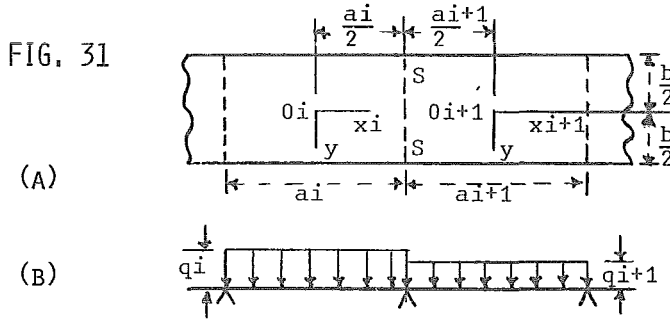 ai/2 ai+1/2
FIG. 31
S b/2
0i xi 0i+1 xi+1
y S y b/2
(A)
ai ai+1
(B) qi qi+1